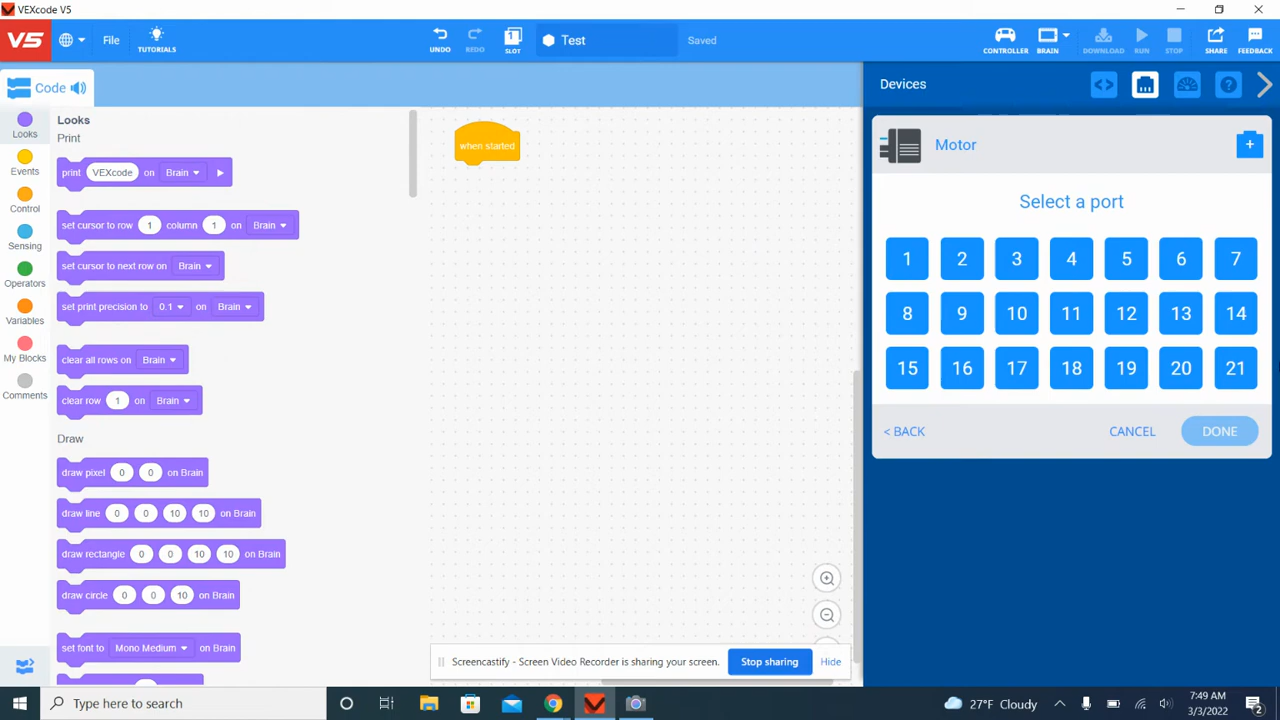 VEXcode V5
V5
File
TUTORIALS
UNDO
REDO
SLOT
Test
Saved
CONTROLLER
BRAIN
DOWNLOAD
RUN
STOP
SHARE
FEEDBACK
Code
Devices
Looks
Events
Control
Sensing
Operators
Variables
My Blocks
Comments
Looks
Print
print VEXcode on Brain
set cursor to row 1 column 1 on Brain
set cursor to next row on Brain
set print precision to 0.1 on Brain
clear all rows on Brain
clear row 1 on Brain
Draw
draw pixel 0 0 on Brain
draw line 0 0 10 10 on Brain
draw rectangle 0 0 10 10 on Brain
draw circle 0 0 10 on Brain
set font to Mono Medium on Brain
when started
Motor
Select a port
1 2 3 4 5 6 7
8 9 10 11 12 13 14
15 16 17 18 19 20 21
< BACK CANCEL DONE
Screencastify - Screen Video Recorder is sharing your screen. Stop sharing Hide
Type here to search
27°F Cloudy
7:49 AM
3/3/2022
2